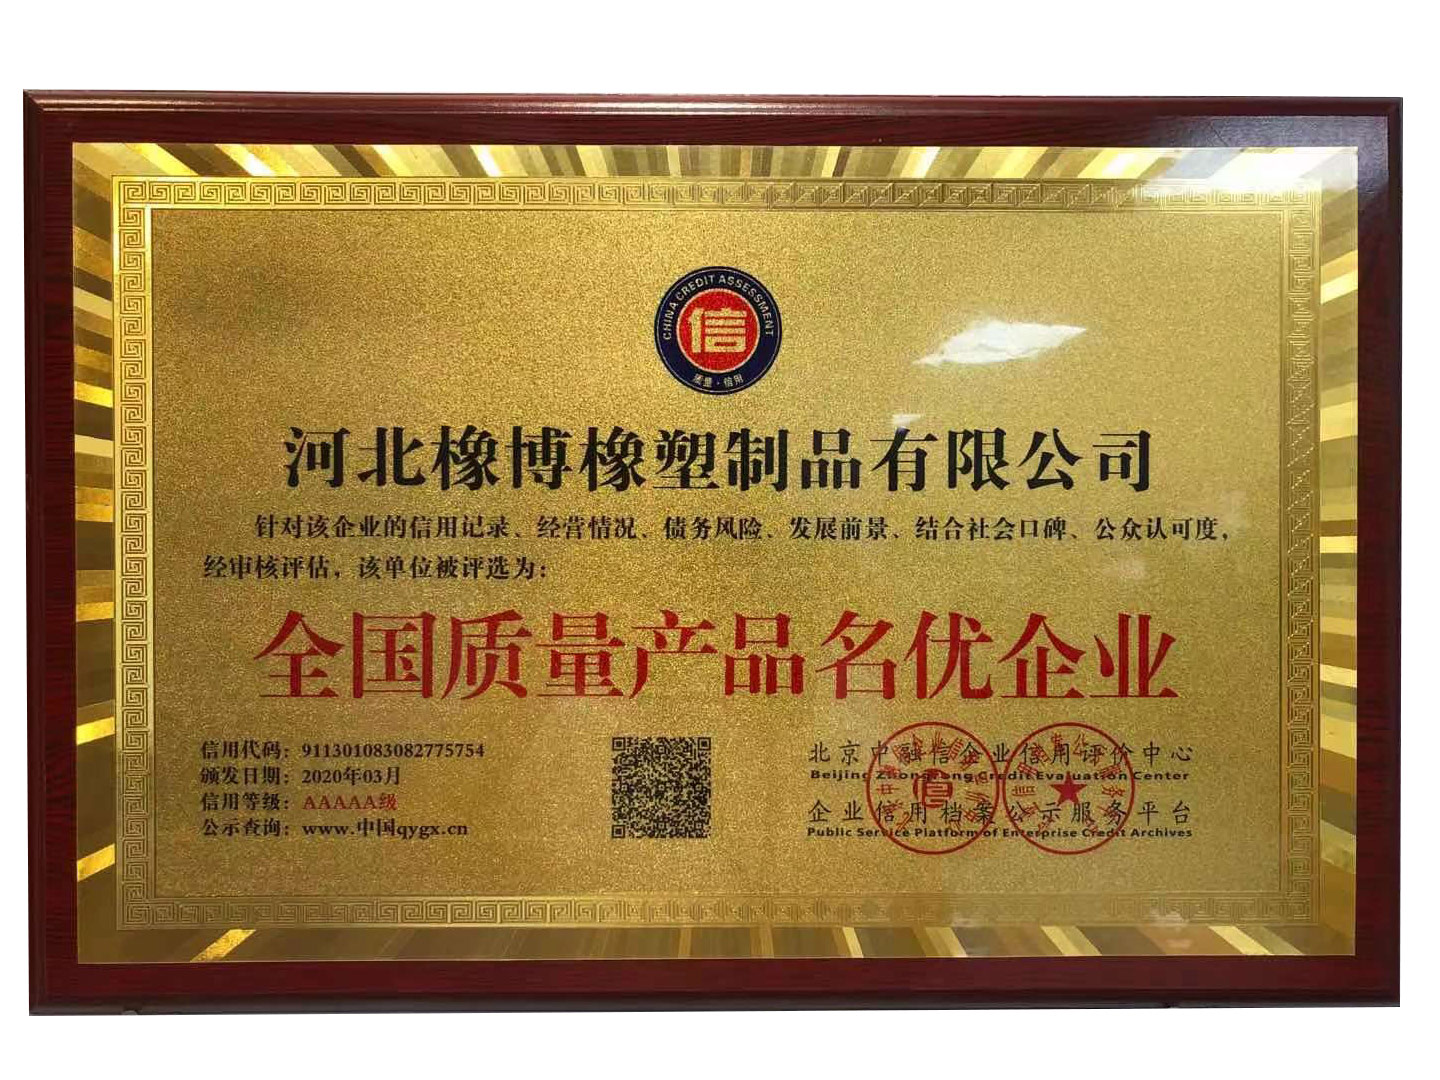 CHINA CREDIT ASSESSMENT
信
质量·信用
河北橡博橡塑制品有限公司
针对该企业的信用记录、经营情况、债务风险、发展前景、结合社会口碑、公众认可度，
经审核评估，该单位被评选为：
全国质量产品名优企业
信用代码：911301083082775754
颁发日期：2020年03月
信用等级：AAAAA级
公示查询：www.中国qygx.cn
北京中融信企业信用评价中心
Beijing Zhongrong Credit Evaluation Center
企业信用档案公示服务平台
Public Service Platform of Enterprise Credit Archives